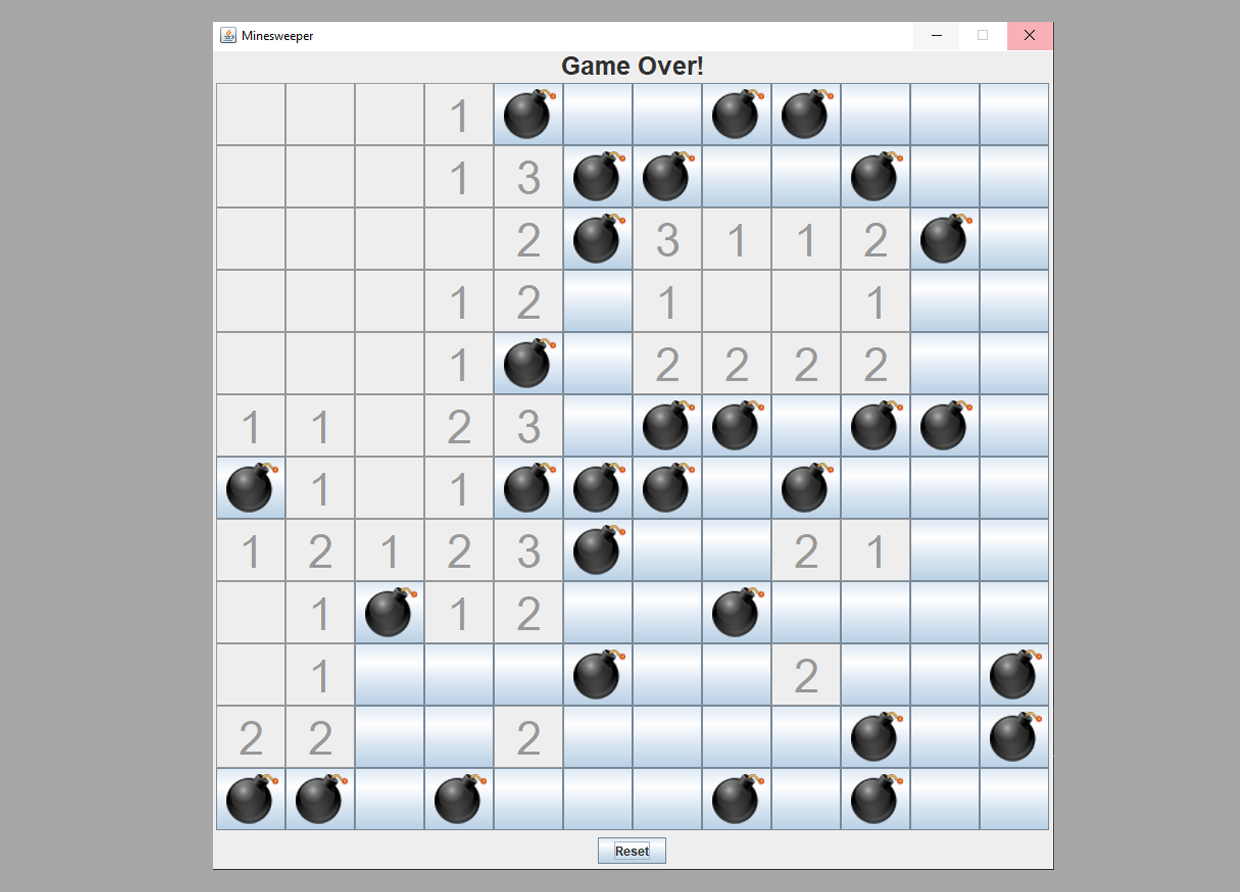 Minesweeper
Game Over!
1
1 3
2 3 1 1 2
1 2 1 1
1 2 2 2 2
1 1 2 3
1 1
1 2 1 2 3 2 1
1 1 2
1 2
2 2 2
Reset